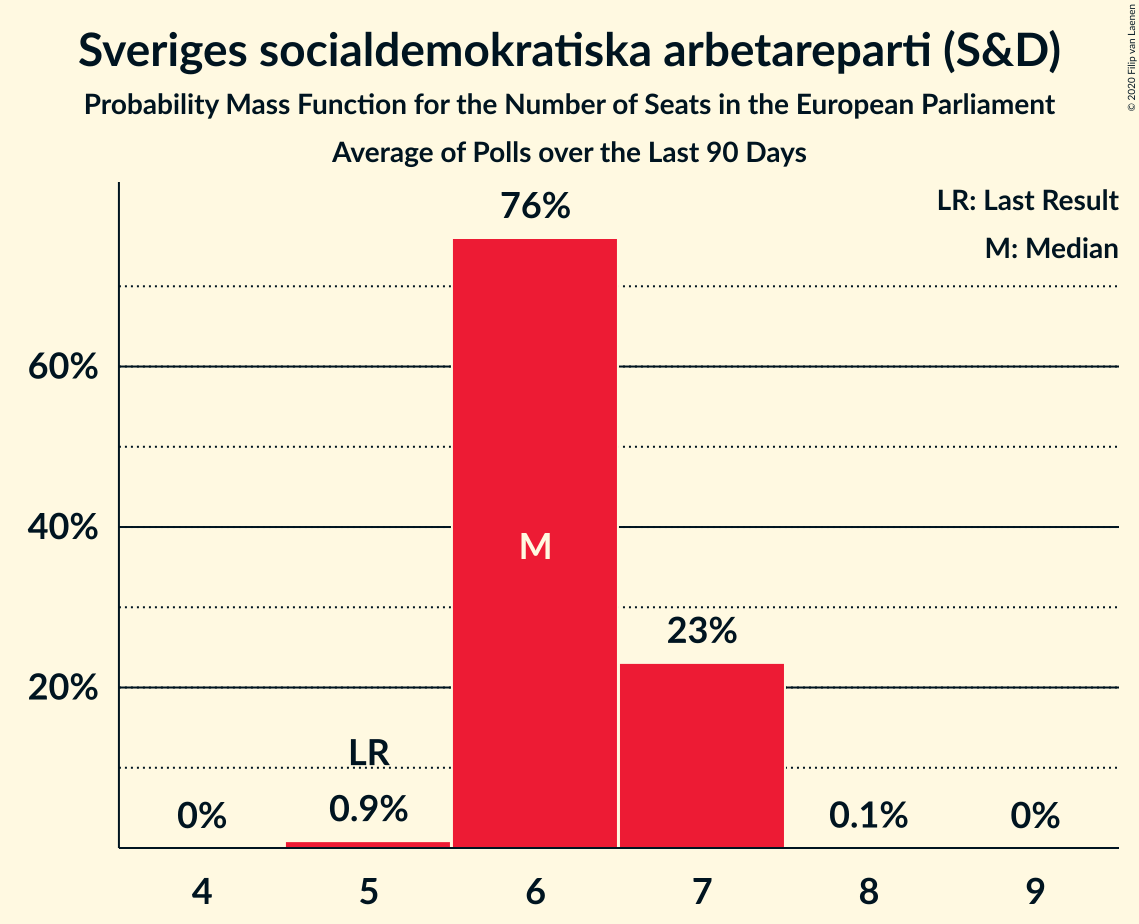 Sveriges socialdemokratiska arbetareparti (S&D)
Probability Mass Function for the Number of Seats in the European Parliament
Average of Polls over the Last 90 Days
© 2020 Filip van Laenen
LR: Last Result
M: Median
76%
60%
40%
M
23%
20%
LR
0%
0.9%
0.1%
0%
4 5 6 7 8 9